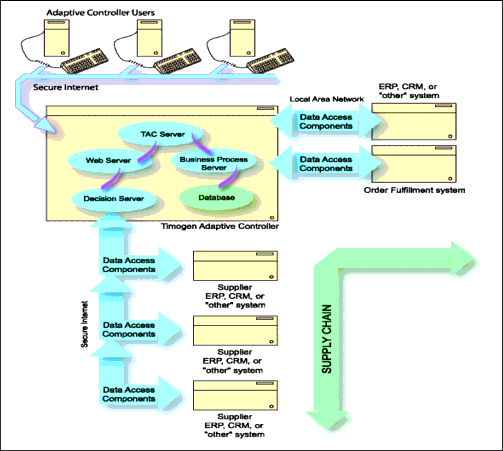 Adaptive Controller Users
Secure Internet
Local Area Network
ERP, CRM, or
"other" system
Data Access
Components
TAC Server
Web Server
Business Process
Server
Decision Server
Database
Data Access
Components
Order Fulfillment system
Timogen Adaptive Controller
Data Access
Components
Supplier
ERP, CRM, or
"other" system
Secure Internet
Data Access
Components
Supplier
ERP, CRM, or
"other" system
Data Access
Components
Supplier
ERP, CRM, or
"other" system
SUPPLY CHAIN